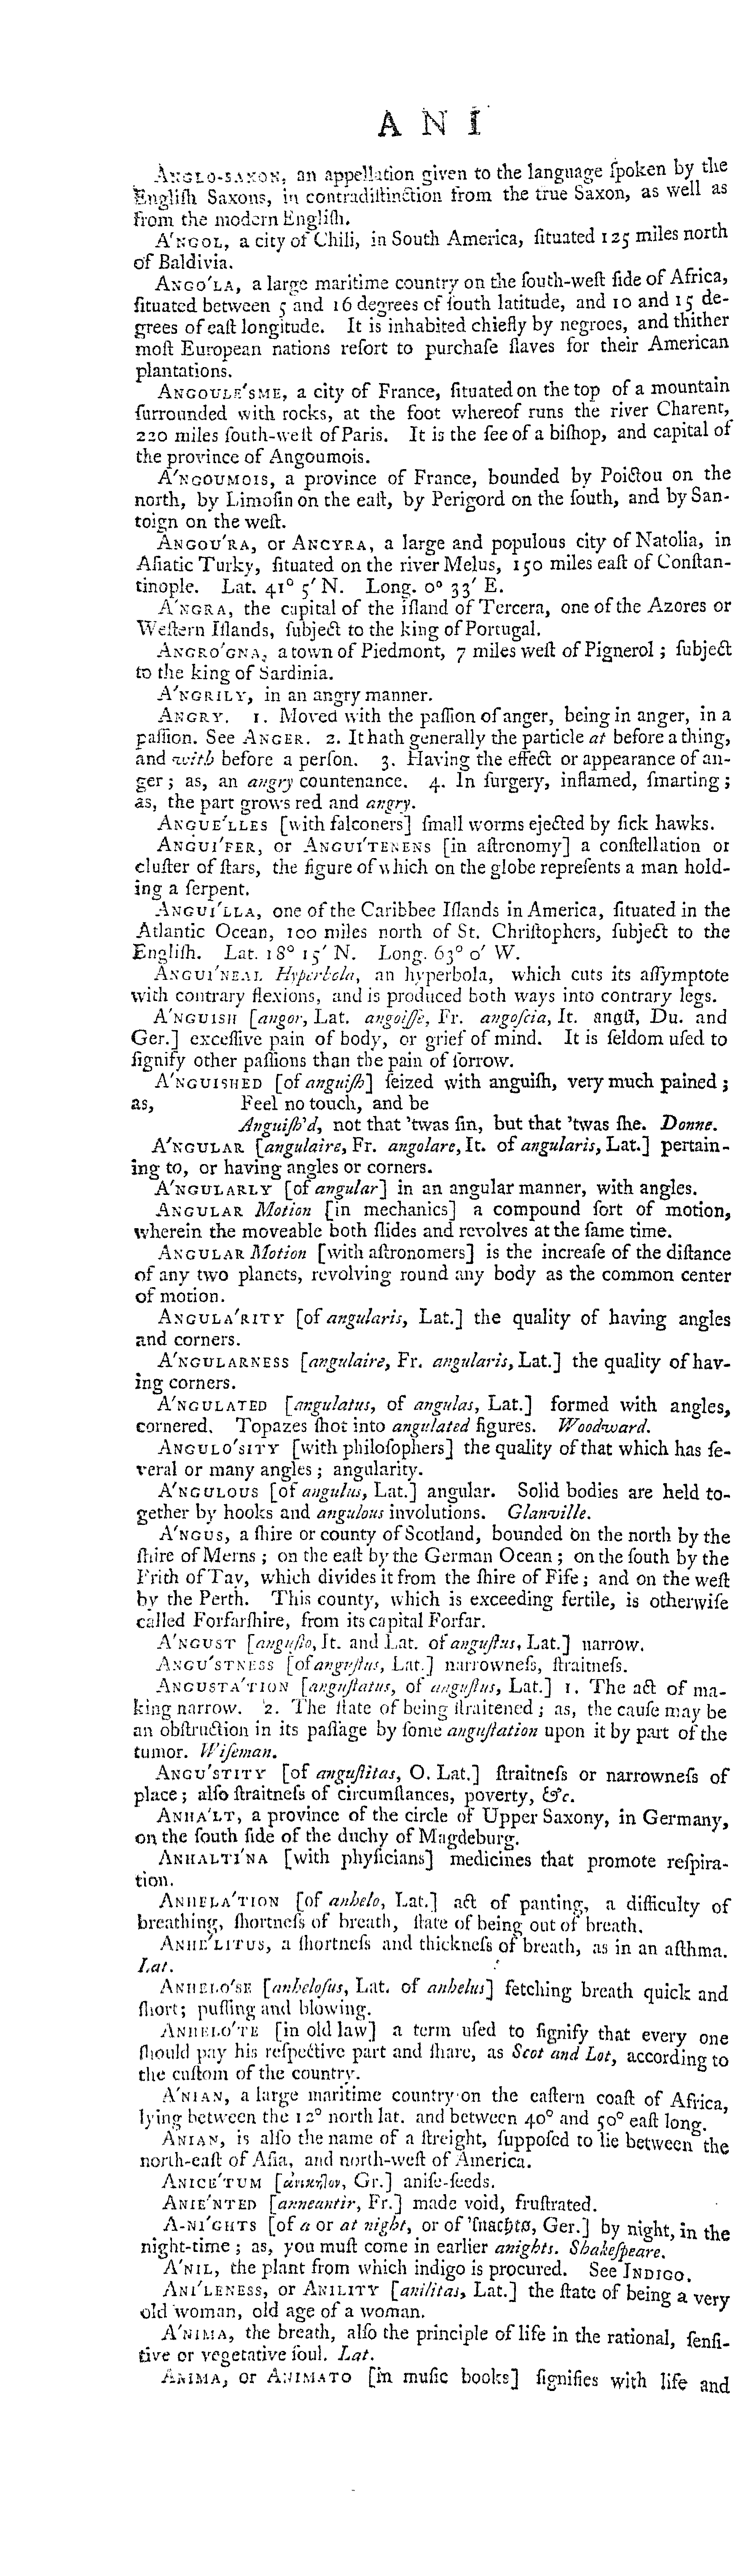 A N I
ANGLO-SAXON, an appellation given to the language ſpoken by the
Engliſh Saxons, in contradiſtinction from the true Saxon, as well as
from the modern Engliſh.
A'NGOL, a city of Chili, in South America, ſituated 125 miles north
of Baldivia.
ANGO'LA, a large maritime country on the ſouth-weſt ſide of Africa,
ſituated between 5 and 16 degrees of ſouth latitude, and 10 and 15 de-
grees of eaſt longitude. It is inhabited chiefly by negroes, and thither
moſt European nations reſort to purchaſe ſlaves for their American
plantations.
ANGOULE'SME, a city of France, ſituated on the top of a mountain
ſurrounded with rocks, at the foot whereof runs the river Charent,
220 miles ſouth-weſt of Paris. It is the ſee of a biſhop, and capital of
the province of Angoumois.
A'NGOUMOIS, a province of France, bounded by Poictou on the
north, by Limoſin on the eaſt, by Perigord on the ſouth, and by San-
toign on the weſt.
ANGOU'RA, or ANCYRA, a large and populous city of Natolia, in
Aſiatic Turky, ſituated on the river Melus, 150 miles eaſt of Conſtan-
tinople. Lat. 41° 5' N. Long. 0° 33' E.
A'NGRA, the capital of the iſland of Tercera, one of the Azores or
Weſtern Iſlands, ſubject to the king of Portugal.
ANGRO'GNA, a town of Piedmont, 7 miles weſt of Pignerol; ſubject
to the king of Sardinia.
A'NGRILY, in an angry manner.
ANGRY. 1. Moved with the paſſion of anger, being in anger, in a
paſſion. See ANGER. 2. It hath generally the particle at before a thing,
and with before a perſon. 3. Having the effect or appearance of an-
ger; as, an angry countenance. 4. In ſurgery, inflamed, ſmarting;
as, the part grows red and angry.
ANGUE'LLES [with falconers] ſmall worms ejected by ſick hawks.
ANGUI'FER, or ANGUI'TENENS [in aſtronomy] a conſtellation or
cluſter of ſtars, the figure of which on the globe repreſents a man hold-
ing a ſerpent.
ANGUI'LLA, one of the Caribbee Iſlands in America, ſituated in the
Atlantic Ocean, 100 miles north of St. Chriſtophers, ſubject to the
Engliſh. Lat. 18° 15' N. Long. 63° 0' W.
ANGUI'NEAL Hyperbola, an hyperbola, which cuts its aſſymptote
with contrary flexions, and is produced both ways into contrary legs.
A'NGUISH [angor, Lat. angoiſſe, Fr. angoſcia, It. angſt, Du. and
Ger.] exceſſive pain of body, or grief of mind. It is ſeldom uſed to
ſignify other paſſions than the pain of ſorrow.
A'NGUISHED [of anguiſh] ſeized with anguiſh, very much pained;
as, Feel no touch, and be
Anguiſh'd, not that 'twas ſin, but that 'twas ſhe. Donne.
A'NGULAR [angulaire, Fr. angolare, It. of angularis, Lat.] pertain-
ing to, or having angles or corners.
A'NGULARLY [of angular] in an angular manner, with angles.
ANGULAR Motion [in mechanics] a compound ſort of motion,
wherein the moveable both ſlides and revolves at the ſame time.
ANGULAR Motion [with aſtronomers] is the increaſe of the diſtance
of any two planets, revolving round any body as the common center
of motion.
ANGULA'RITY [of angularis, Lat.] the quality of having angles
and corners.
A'NGULARNESS [angulaire, Fr. angularis, Lat.] the quality of hav-
ing corners.
A'NGULATED [angulatus, of angulas, Lat.] formed with angles,
cornered. Topazes ſhot into angulated figures. Woodward.
ANGULO'SITY [with philoſophers] the quality of that which has ſe-
veral or many angles; angularity.
A'NGULOUS [of angulus, Lat.] angular. Solid bodies are held to-
gether by hooks and angulous involutions. Glanville.
A'NGUS, a ſhire or county of Scotland, bounded on the north by the
ſhire of Merns; on the eaſt by the German Ocean; on the ſouth by the
Frith of Tay, which divides it from the ſhire of Fife; and on the weſt
by the Perth. This county, which is exceeding fertile, is otherwiſe
called Forfarſhire, from its capital Forfar.
A'NGUST [anguſto, It. and Lat. of anguſtus, Lat.] narrow.
ANGU'STNESS [of anguſtus, Lat.] narrowneſs, ſtraitneſs.
ANGUSTA'TION [anguſtatus, of anguſtus, Lat.] 1. The act of ma-
king narrow. 2. The ſtate of being ſtraitened; as, the cauſe may be
an obſtruction in its paſſage by ſome anguſtation upon it by part of the
tumor. Wiſeman.
ANGU'STITY [of anguſtitas, O. Lat.] ſtraitneſs or narrowneſs of
place; alſo ſtraitneſs of circumſtances, poverty, &c.
ANHA'LT, a province of the circle of Upper Saxony, in Germany,
on the ſouth ſide of the duchy of Magdeburg.
ANHALTI'NA [with phyſicians] medicines that promote reſpira-
tion.
ANHELA'TION [of anhelo, Lat.] act of panting, a difficulty of
breathing, ſhortneſs of breath, ſtate of being out of breath.
ANHE'LITUS, a ſhortneſs and thickneſs of breath, as in an aſthma.
Lat.
ANHELO'SE [anheloſus, Lat. of anhelus] fetching breath quick and
ſhort; puffing and blowing.
ANHELO'TE [in old law] a term uſed to ſignify that every one
ſhould pay his reſpective part and ſhare, as Scot and Lot, according to
the cuſtom of the country.
A'NIAN, a large maritime country on the eaſtern coaſt of Africa,
lying between the 12° north lat. and between 40° and 50° eaſt long.
ANIAN, is alſo the name of a ſtreight, ſuppoſed to lie between the
north-eaſt of Aſia, and north-weſt of America.
ANICE'TUM [ἀνικητον, Gr.] aniſe-ſeeds.
ANIE'NTED [anneantir, Fr.] made void, fruſtrated.
A-NI'GHTS [of a or at night, or of Ger.] by night, in the
night-time; as, you muſt come in earlier anights. Shakeſpeare.
A'NIL, the plant from which indigo is procured. See INDIGO.
ANI'LENESS, or ANILITY [anilitas, Lat.] the ſtate of being a very
old woman, old age of a woman.
A'NIMA, the breath, alſo the principle of life in the rational, ſenſi-
tive or vegetative ſoul. Lat.
ANIMA, or ANIMATO [in muſic books] ſignifies with life and